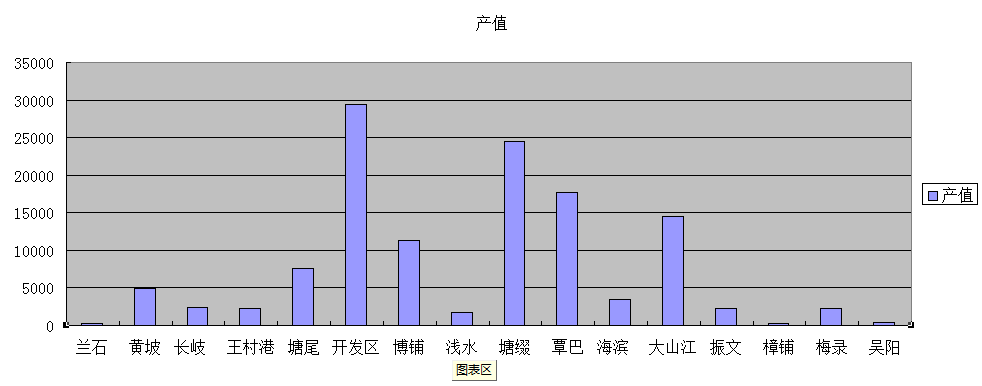 产值
35000
30000
25000
20000
15000
10000
5000
0
产值
兰石 黄坡 长岐 王村港 塘尾 开发区 博铺 浅水 塘缀 覃巴 海滨 大山江 振文 樟铺 梅录 吴阳
图表区